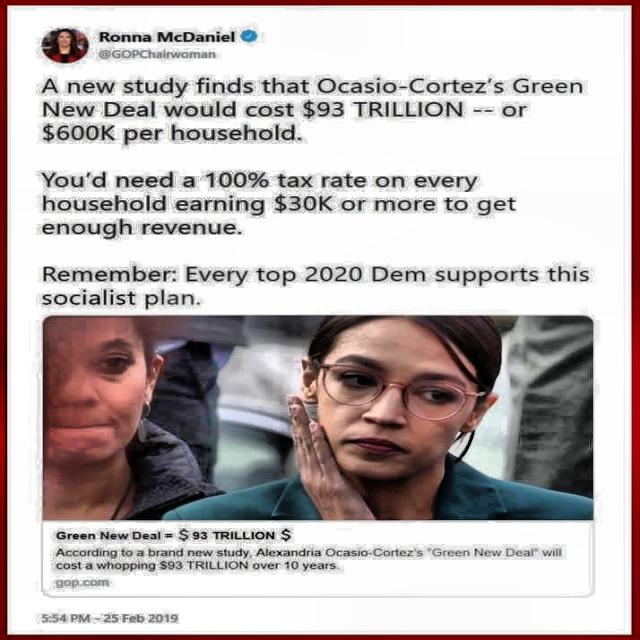 Ronna McDaniel
@GOPChairwoman
A new study finds that Ocasio-Cortez's Green
New Deal would cost $93 TRILLION -- or
$600K per household.
You'd need a 100% tax rate on every
household earning $30K or more to get
enough revenue.
Remember: Every top 2020 Dem supports this
socialist plan.
Green New Deal = $ 93 TRILLION $
According to a brand new study, Alexandria Ocasio-Cortez's "Green New Deal" will
cost a whopping $93 TRILLION over 10 years.
gop.com
5:54 PM - 25 Feb 2019